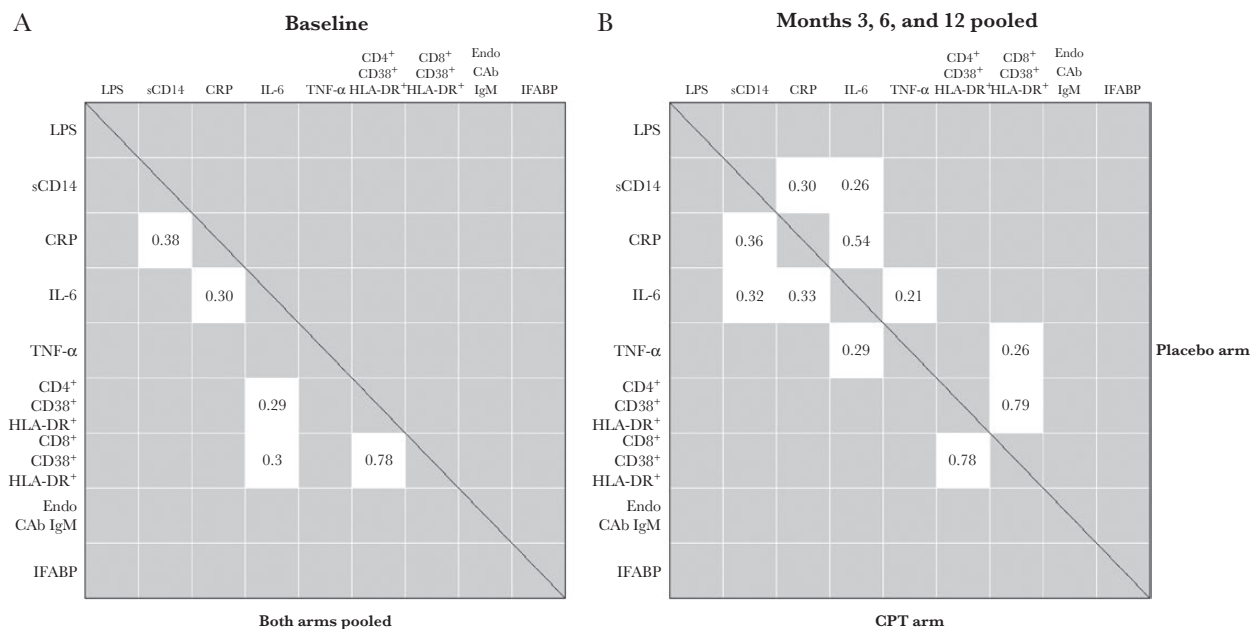 A
Baseline
LPS sCD14 CRP IL-6 TNF-α CD4⁺ CD38⁺ HLA-DR⁺ CD8⁺ CD38⁺ HLA-DR⁺ Endo CAb IgM IFABP
LPS
sCD14
CRP 0.38
IL-6 0.30
TNF-α
CD4⁺
CD38⁺ 0.29
HLA-DR⁺
CD8⁺
CD38⁺ 0.3 0.78
HLA-DR⁺
Endo
CAb IgM
IFABP
Both arms pooled
B
Months 3, 6, and 12 pooled
LPS sCD14 CRP IL-6 TNF-α CD4⁺ CD38⁺ HLA-DR⁺ CD8⁺ CD38⁺ HLA-DR⁺ Endo CAb IgM IFABP
LPS
sCD14 0.30 0.26
CRP 0.36 0.54
IL-6 0.32 0.33 0.21
TNF-α 0.29 0.26
CD4⁺
CD38⁺ 0.79
HLA-DR⁺
CD8⁺
CD38⁺ 0.78
HLA-DR⁺
Endo
CAb IgM
IFABP
Placebo arm
CPT arm